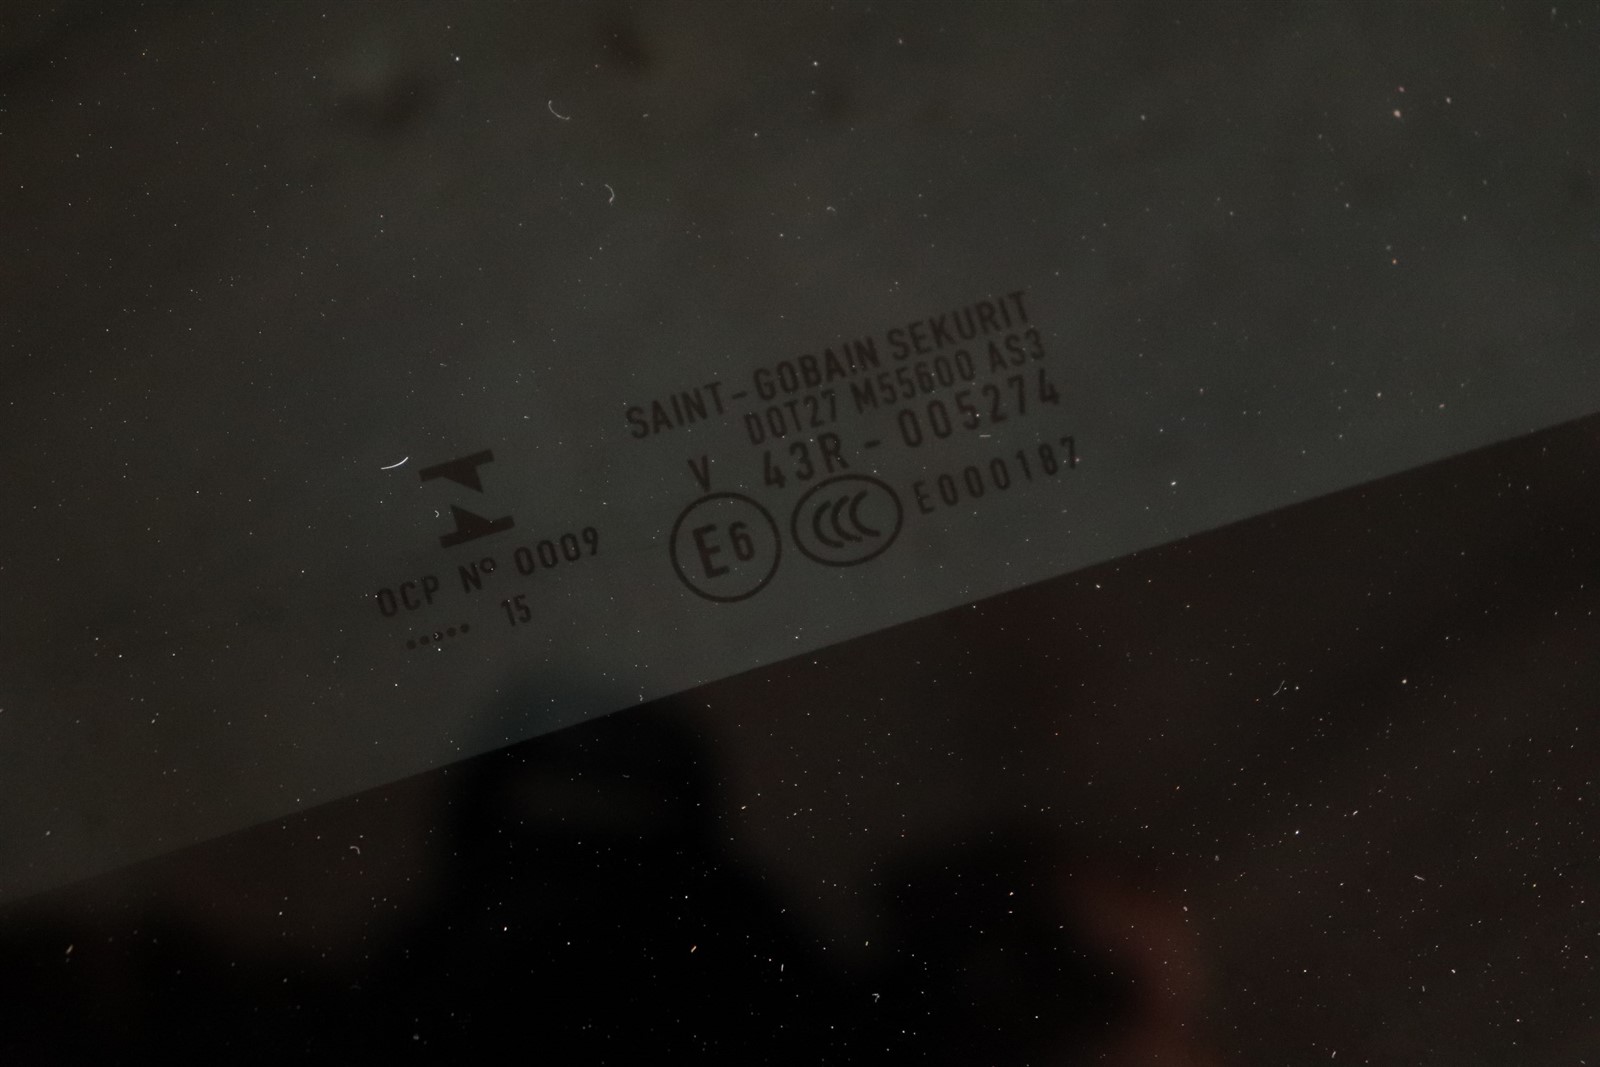 SAINT-GOBAIN SEKURIT
DOT27 M55600 AS3
V 43R - 005274
E6 CCC E000187
OCP Nº 0009
..... 15